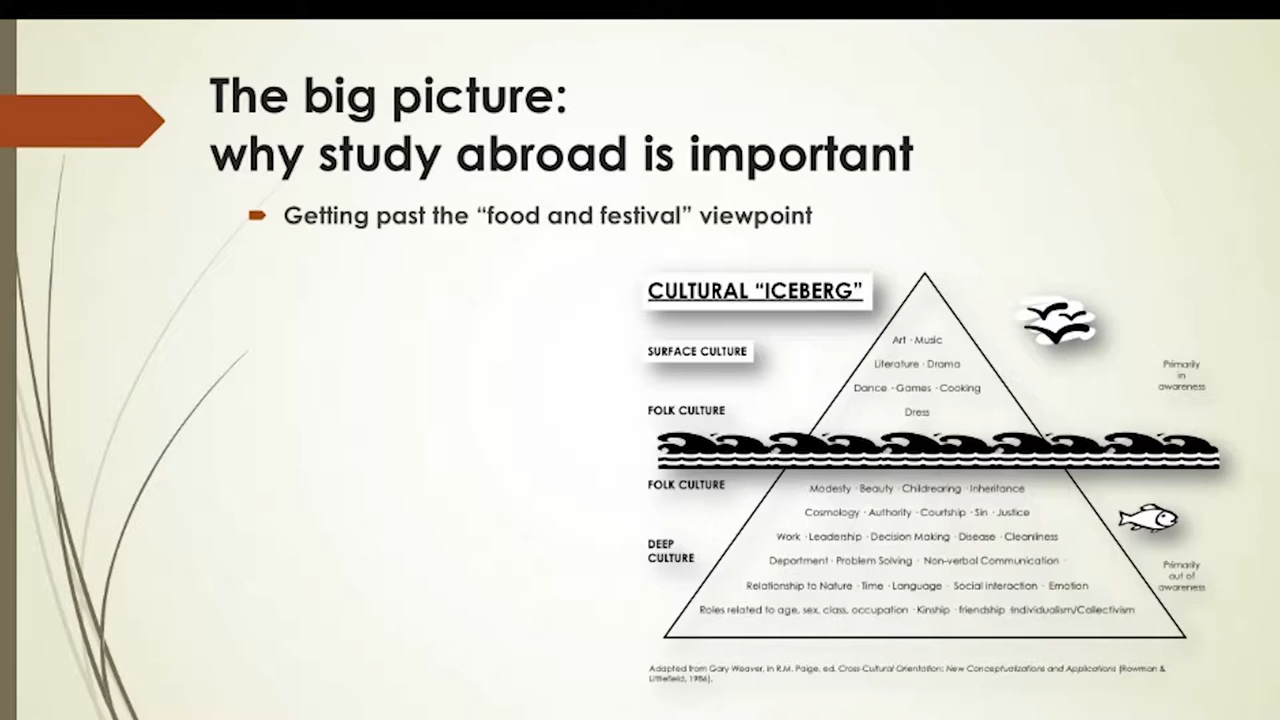 The big picture:
why study abroad is important
Getting past the “food and festival” viewpoint
CULTURAL “ICEBERG”
SURFACE CULTURE
FOLK CULTURE
Art · Music
Literature · Drama
Dance · Games · Cooking
Dress
Primarily
in
awareness
FOLK CULTURE
DEEP
CULTURE
Modesty · Beauty · Childrearing · Inheritance
Cosmology · Authority · Courtship · Sin · Justice
Work · Leadership · Decision Making · Disease · Cleanliness
Department · Problem Solving · Non-verbal Communication ·
Relationship to Nature · Time · Language · Social interaction · Emotion
Roles related to age, sex, class, occupation · Kinship · friendship ·Individualism/Collectivism
Primarily
out of
awareness
Adapted from Gary Weaver, in R.M. Paige, ed. Cross-Cultural Orientation: New Conceptualizations and Applications (Rowman &
Littlefield, 1986).